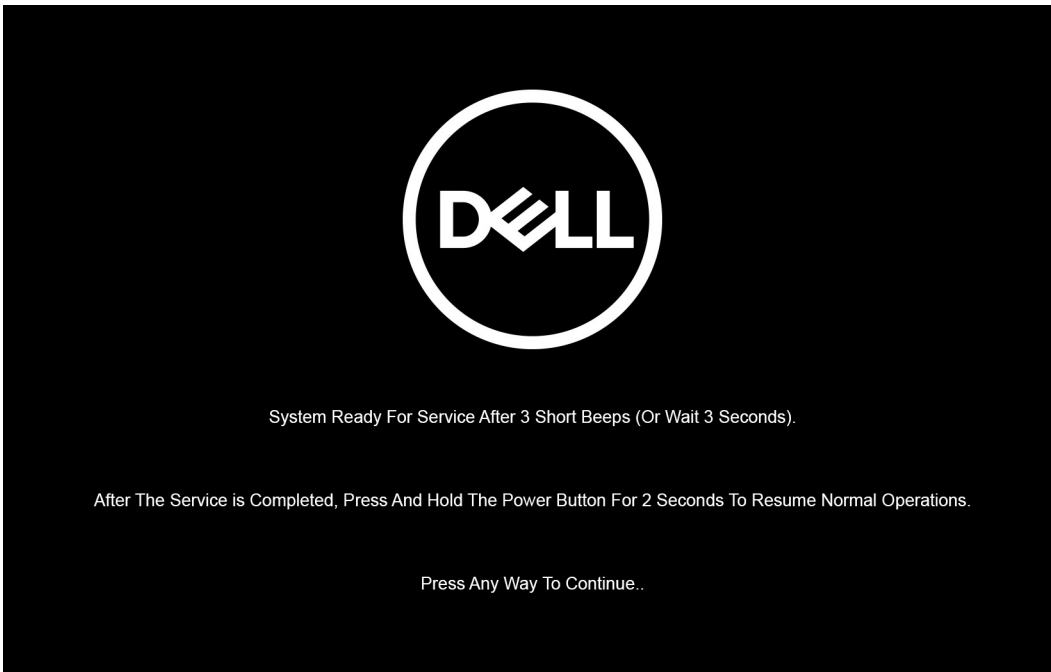 DELL
System Ready For Service After 3 Short Beeps (Or Wait 3 Seconds).
After The Service is Completed, Press And Hold The Power Button For 2 Seconds To Resume Normal Operations.
Press Any Way To Continue..